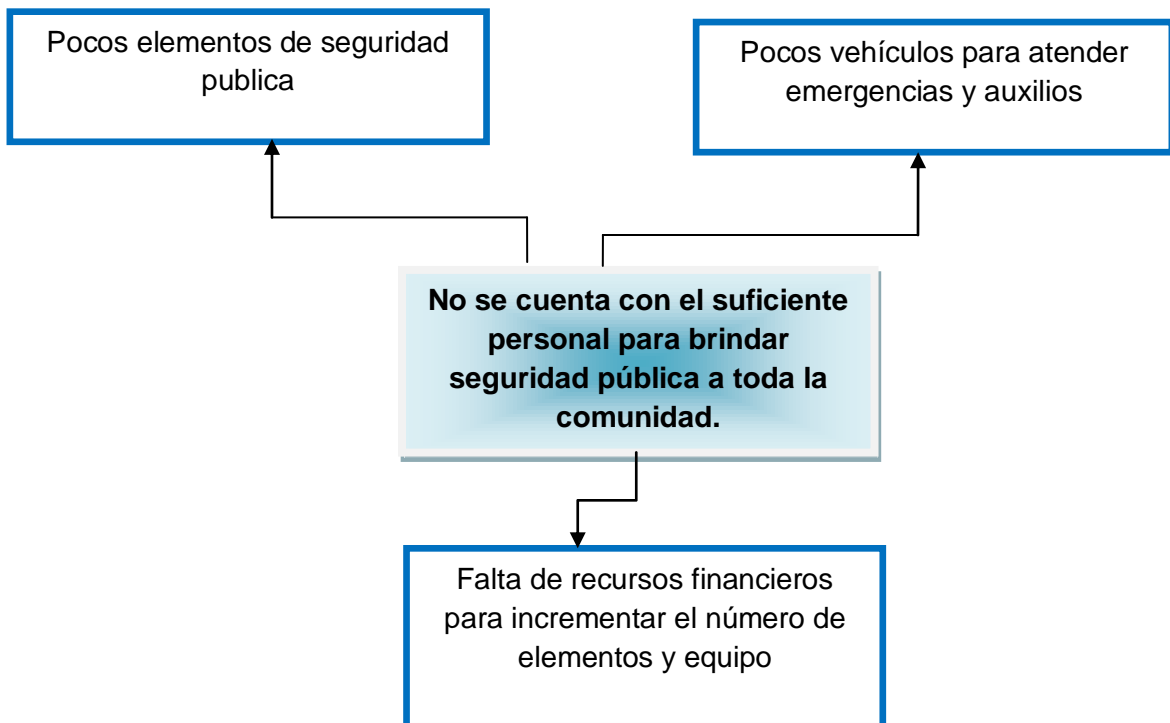 Pocos elementos de seguridad
publica
Pocos vehículos para atender
emergencias y auxilios
No se cuenta con el suficiente
personal para brindar
seguridad pública a toda la
comunidad.
Falta de recursos financieros
para incrementar el número de
elementos y equipo